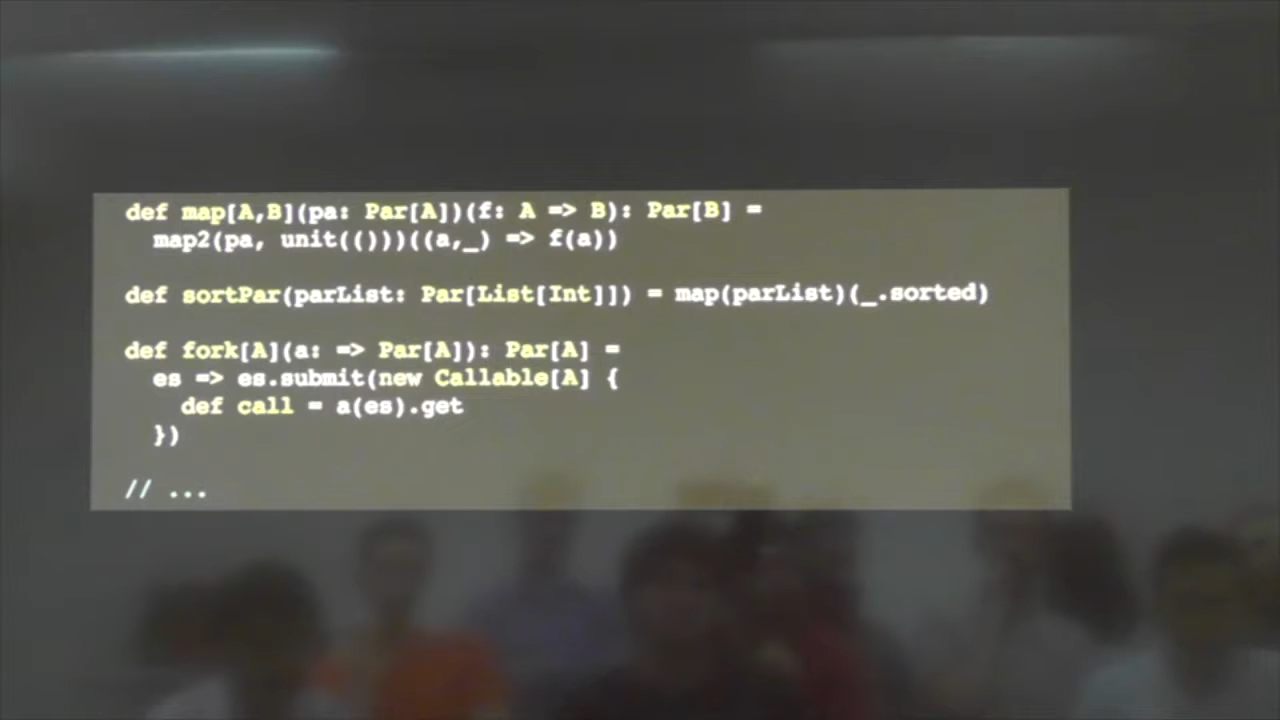 def map[A,B](pa: Par[A])(f: A => B): Par[B] =
  map2(pa, unit(()))((a,_) => f(a))
def sortPar(parList: Par[List[Int]]) = map(parList)(_.sorted)
def fork[A](a: => Par[A]): Par[A] =
  es => es.submit(new Callable[A] {
    def call = a(es).get
  })
// ...